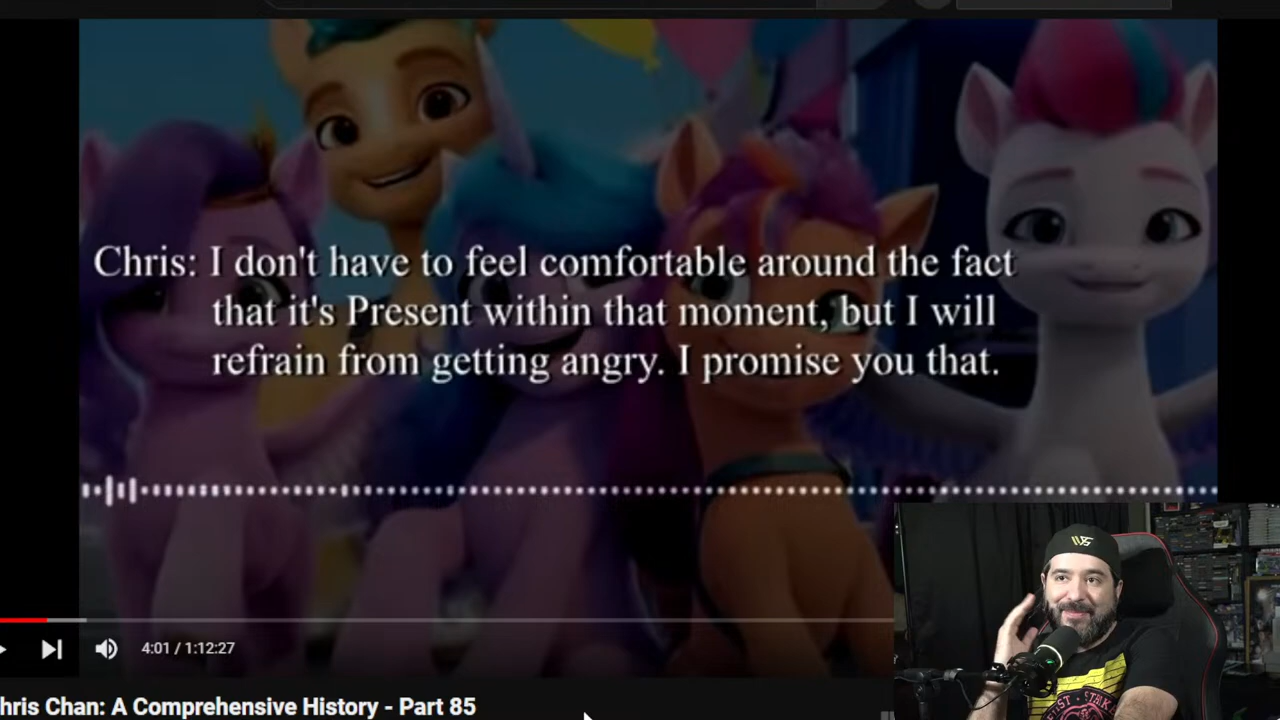 Chris: I don't have to feel comfortable around the fact
that it's Present within that moment, but I will
refrain from getting angry. I promise you that.
4:01 / 1:12:27
hris Chan: A Comprehensive History - Part 85